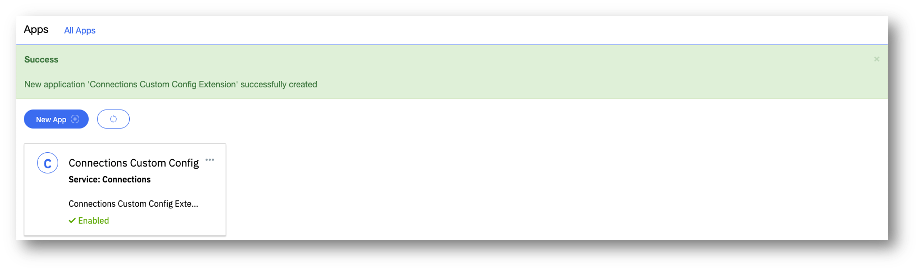 Apps All Apps
Success ×
New application 'Connections Custom Config Extension' successfully created
New App
C Connections Custom Config ...
Service: Connections
Connections Custom Config Exte...
✓ Enabled